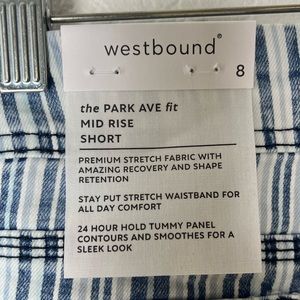 westbound®
8
the PARK AVE fit
MID RISE
SHORT
PREMIUM STRETCH FABRIC WITH
AMAZING RECOVERY AND SHAPE
RETENTION
STAY PUT STRETCH WAISTBAND FOR
ALL DAY COMFORT
24 HOUR HOLD TUMMY PANEL
CONTOURS AND SMOOTHES FOR A
SLEEK LOOK